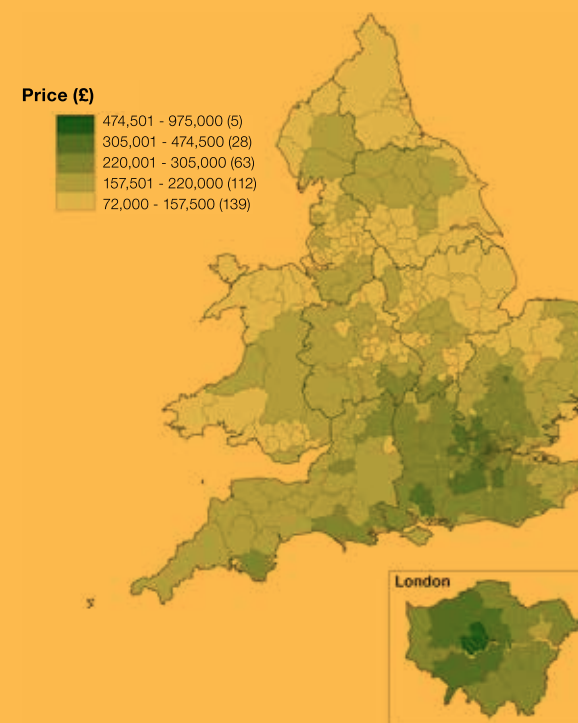 Price (£)
474,501 - 975,000 (5)
305,001 - 474,500 (28)
220,001 - 305,000 (63)
157,501 - 220,000 (112)
72,000 - 157,500 (139)
London